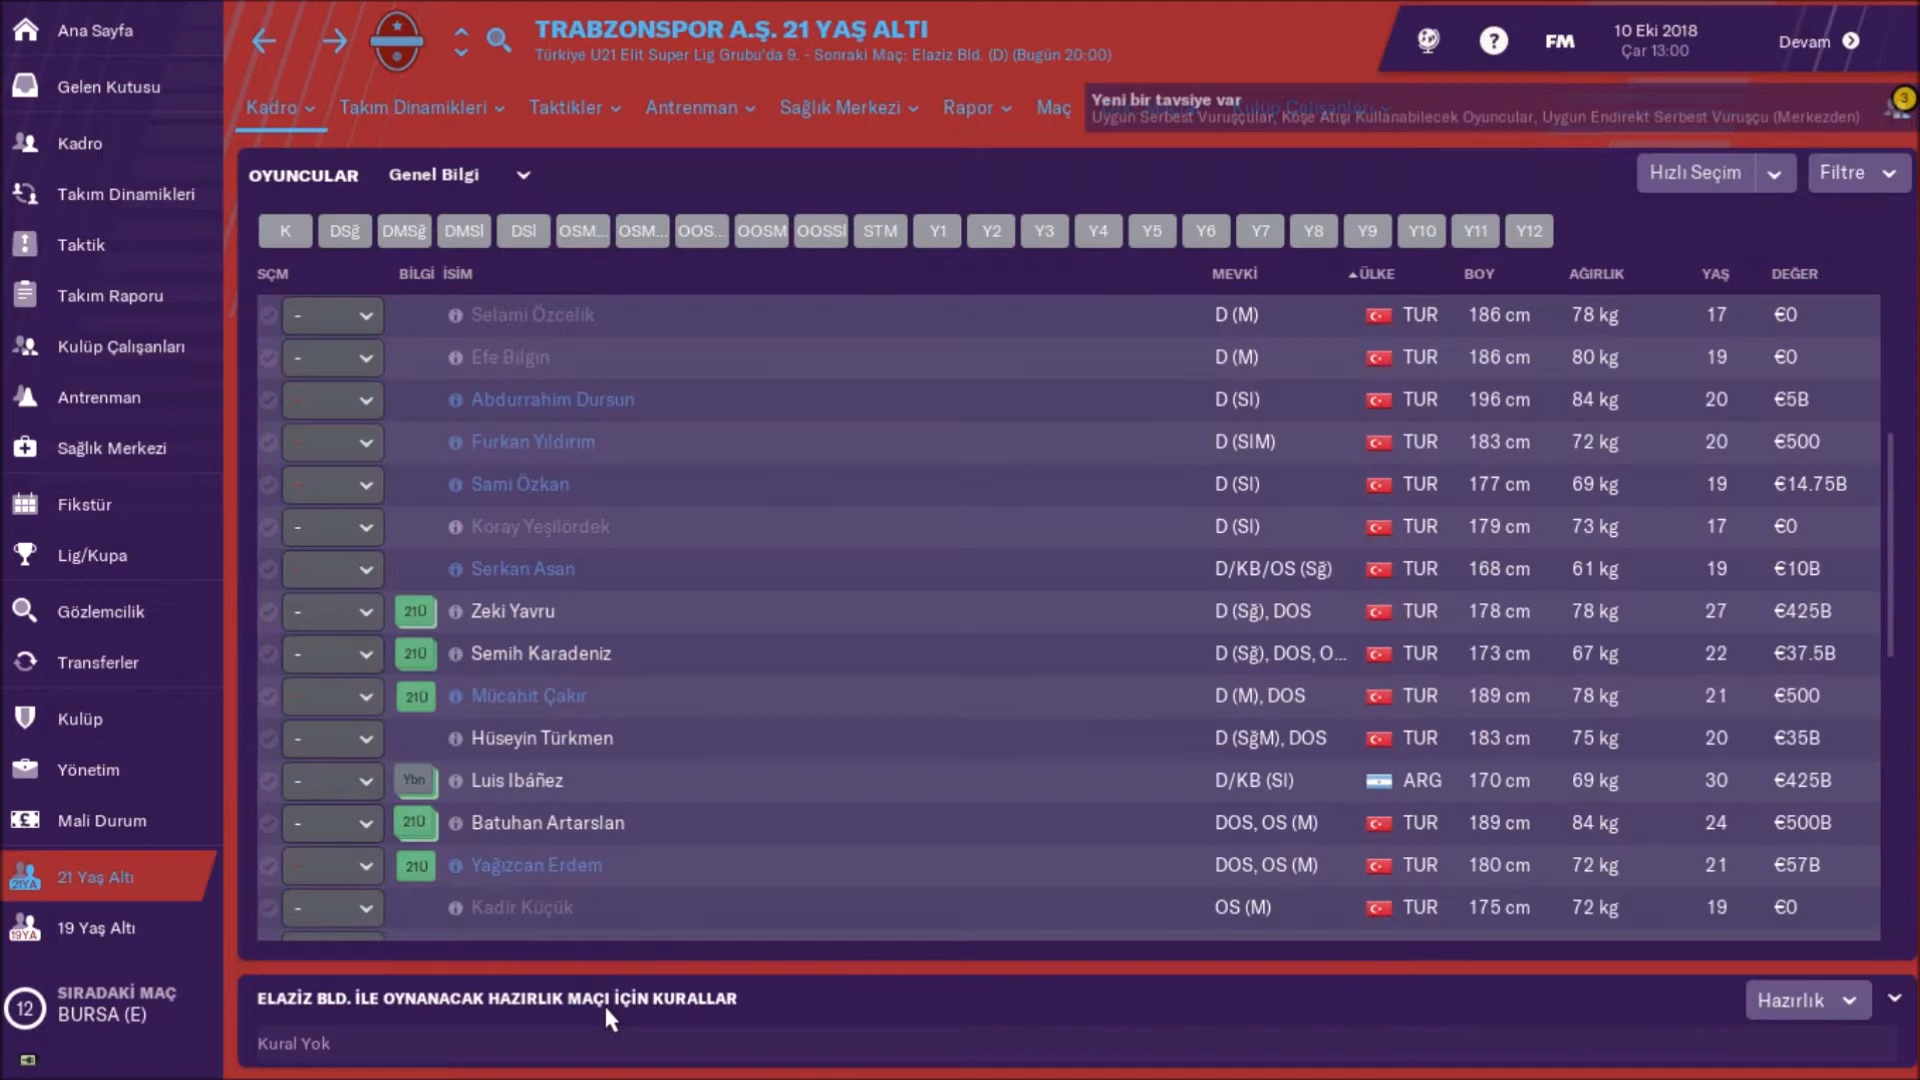 Ana Sayfa
Gelen Kutusu
Kadro
Takım Dinamikleri
Taktik
Takım Raporu
Kulüp Çalışanları
Antrenman
Sağlık Merkezi
Fikstür
Lig/Kupa
Gözlemcilik
Transferler
Kulüp
Yönetim
Mali Durum
21YA 21 Yaş Altı
19YA 19 Yaş Altı
12 SIRADAKİ MAÇ
BURSA (E)
TRABZONSPOR A.Ş. 21 YAŞ ALTI
Türkiye U21 Elit Super Lig Grubu'da 9. - Sonraki Maç: Elaziz Bld. (D) (Bugün 20:00)
? FM 10 Eki 2018
Çar 13:00
Devam
Kadro Takım Dinamikleri Taktikler Antrenman Sağlık Merkezi Rapor Maç
Yeni bir tavsiye var
Uygun Serbest Vuruşçular, Köşe Atışı Kullanabilecek Oyuncular, Uygun Endirekt Serbest Vuruşçu (Merkezden)
3
OYUNCULAR Genel Bilgi Hızlı Seçim Filtre
K DSğ DMSğ DMSl DSl OSM... OSM... OOS... OOSM OOSSl STM Y1 Y2 Y3 Y4 Y5 Y6 Y7 Y8 Y9 Y10 Y11 Y12
SÇM BİLGİ İSİM MEVKİ ÜLKE BOY AĞIRLIK YAŞ DEĞER
- Selami Özcelik D (M) TUR 186 cm 78 kg 17 €0
- Efe Bilgin D (M) TUR 186 cm 80 kg 19 €0
- Abdurrahim Dursun D (Sl) TUR 196 cm 84 kg 20 €5B
- Furkan Yıldırım D (SlM) TUR 183 cm 72 kg 20 €500
- Sami Özkan D (Sl) TUR 177 cm 69 kg 19 €14.75B
- Koray Yeşilördek D (Sl) TUR 179 cm 73 kg 17 €0
- Serkan Asan D/KB/OS (Sğ) TUR 168 cm 61 kg 19 €10B
- 21Ü Zeki Yavru D (Sğ), DOS TUR 178 cm 78 kg 27 €425B
- 21Ü Semih Karadeniz D (Sğ), DOS, O... TUR 173 cm 67 kg 22 €37.5B
- 21Ü Mücahit Çakır D (M), DOS TUR 189 cm 78 kg 21 €500
- Hüseyin Türkmen D (SğM), DOS TUR 183 cm 75 kg 20 €35B
- Ybn Luis Ibáñez D/KB (Sl) ARG 170 cm 69 kg 30 €425B
- 21Ü Batuhan Artarslan DOS, OS (M) TUR 189 cm 84 kg 24 €500B
- 21Ü Yağızcan Erdem DOS, OS (M) TUR 180 cm 72 kg 21 €57B
- Kadir Küçük OS (M) TUR 175 cm 72 kg 19 €0
ELAZİZ BLD. İLE OYNANACAK HAZIRLIK MAÇI İÇİN KURALLAR Hazırlık
Kural Yok